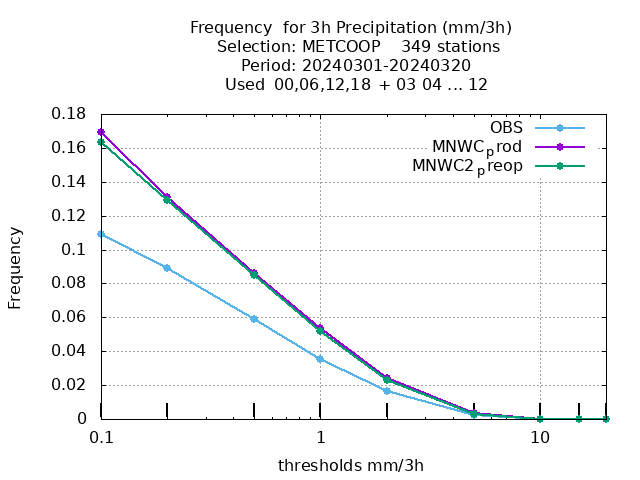 Frequency  for 3h Precipitation (mm/3h)
Selection: METCOOP    349 stations
Period: 20240301-20240320
Used  00,06,12,18 + 03 04 ... 12
OBS
MNWCprod
MNWC2preop
Frequency
0.18
0.16
0.14
0.12
0.1
0.08
0.06
0.04
0.02
0
0.1 1 10
thresholds mm/3h